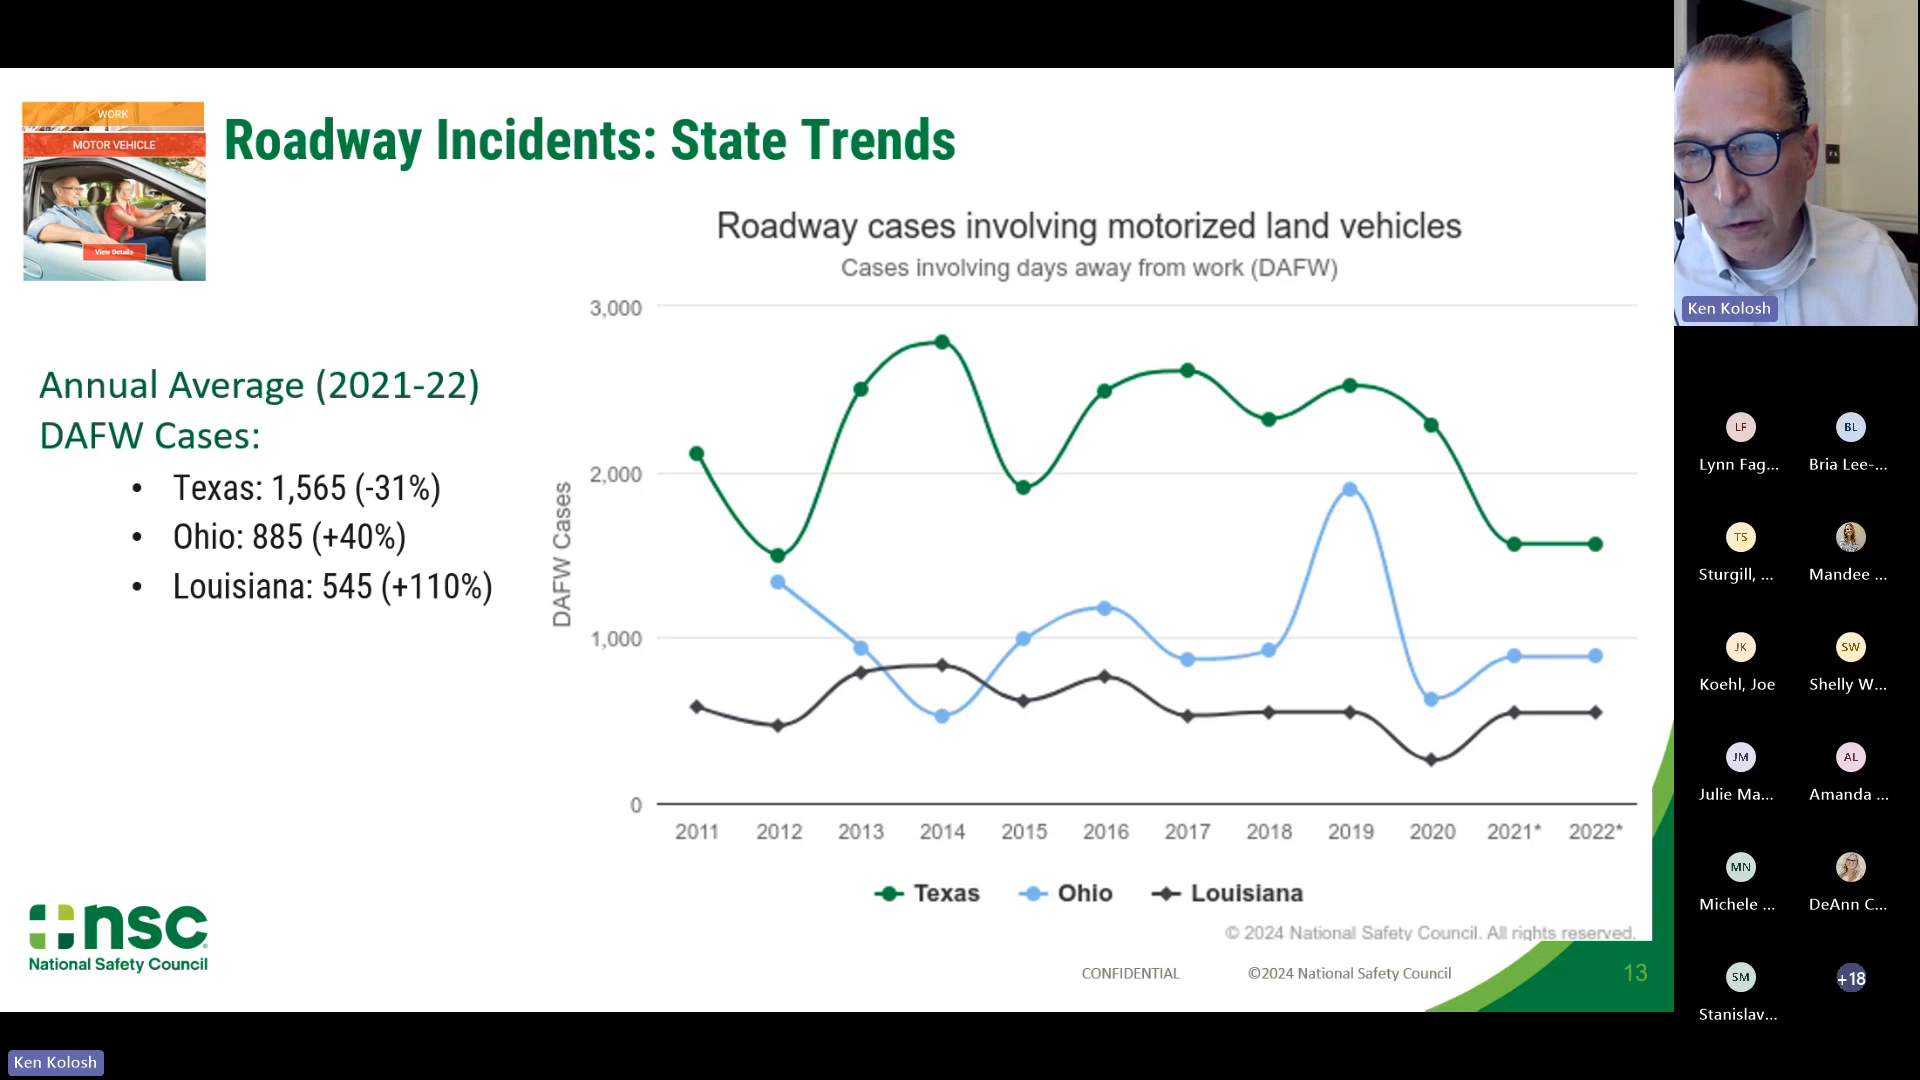 WORK
MOTOR VEHICLE
View Details
Roadway Incidents: State Trends
Annual Average (2021-22)
DAFW Cases:
• Texas: 1,565 (-31%)
• Ohio: 885 (+40%)
• Louisiana: 545 (+110%)
Roadway cases involving motorized land vehicles
Cases involving days away from work (DAFW)
DAFW Cases
3,000
2,000
1,000
0
2011 2012 2013 2014 2015 2016 2017 2018 2019 2020 2021* 2022*
Texas Ohio Louisiana
© 2024 National Safety Council. All rights reserved.
nsc
National Safety Council
CONFIDENTIAL ©2024 National Safety Council 13
Ken Kolosh
Ken Kolosh
LF BL
Lynn Fag... Bria Lee-...
TS
Sturgill, ... Mandee ...
JK SW
Koehl, Joe Shelly W...
JM AL
Julie Ma... Amanda ...
MN
Michele ... DeAnn C...
SM +18
Stanislav...